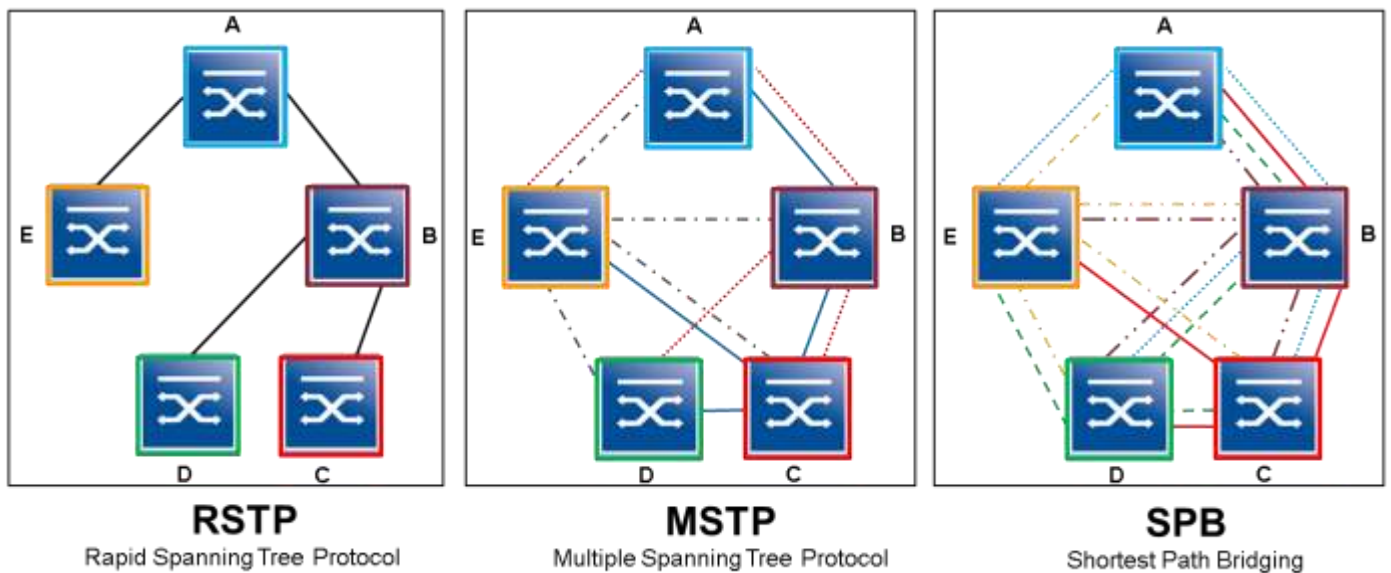 A
E
B
D
C
RSTP
Rapid Spanning Tree Protocol
A
E
B
D
C
MSTP
Multiple Spanning Tree Protocol
A
E
B
D
C
SPB
Shortest Path Bridging